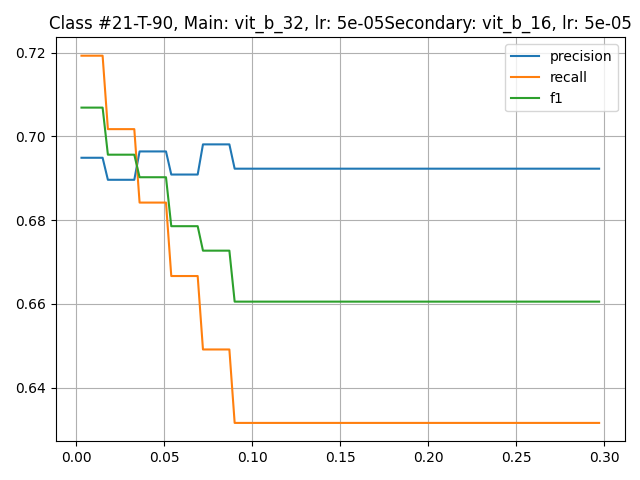 Class #21-T-90, Main: vit_b_32, lr: 5e-05Secondary: vit_b_16, lr: 5e-05
precision
recall
f1
0.72
0.70
0.68
0.66
0.64
0.00 0.05 0.10 0.15 0.20 0.25 0.30